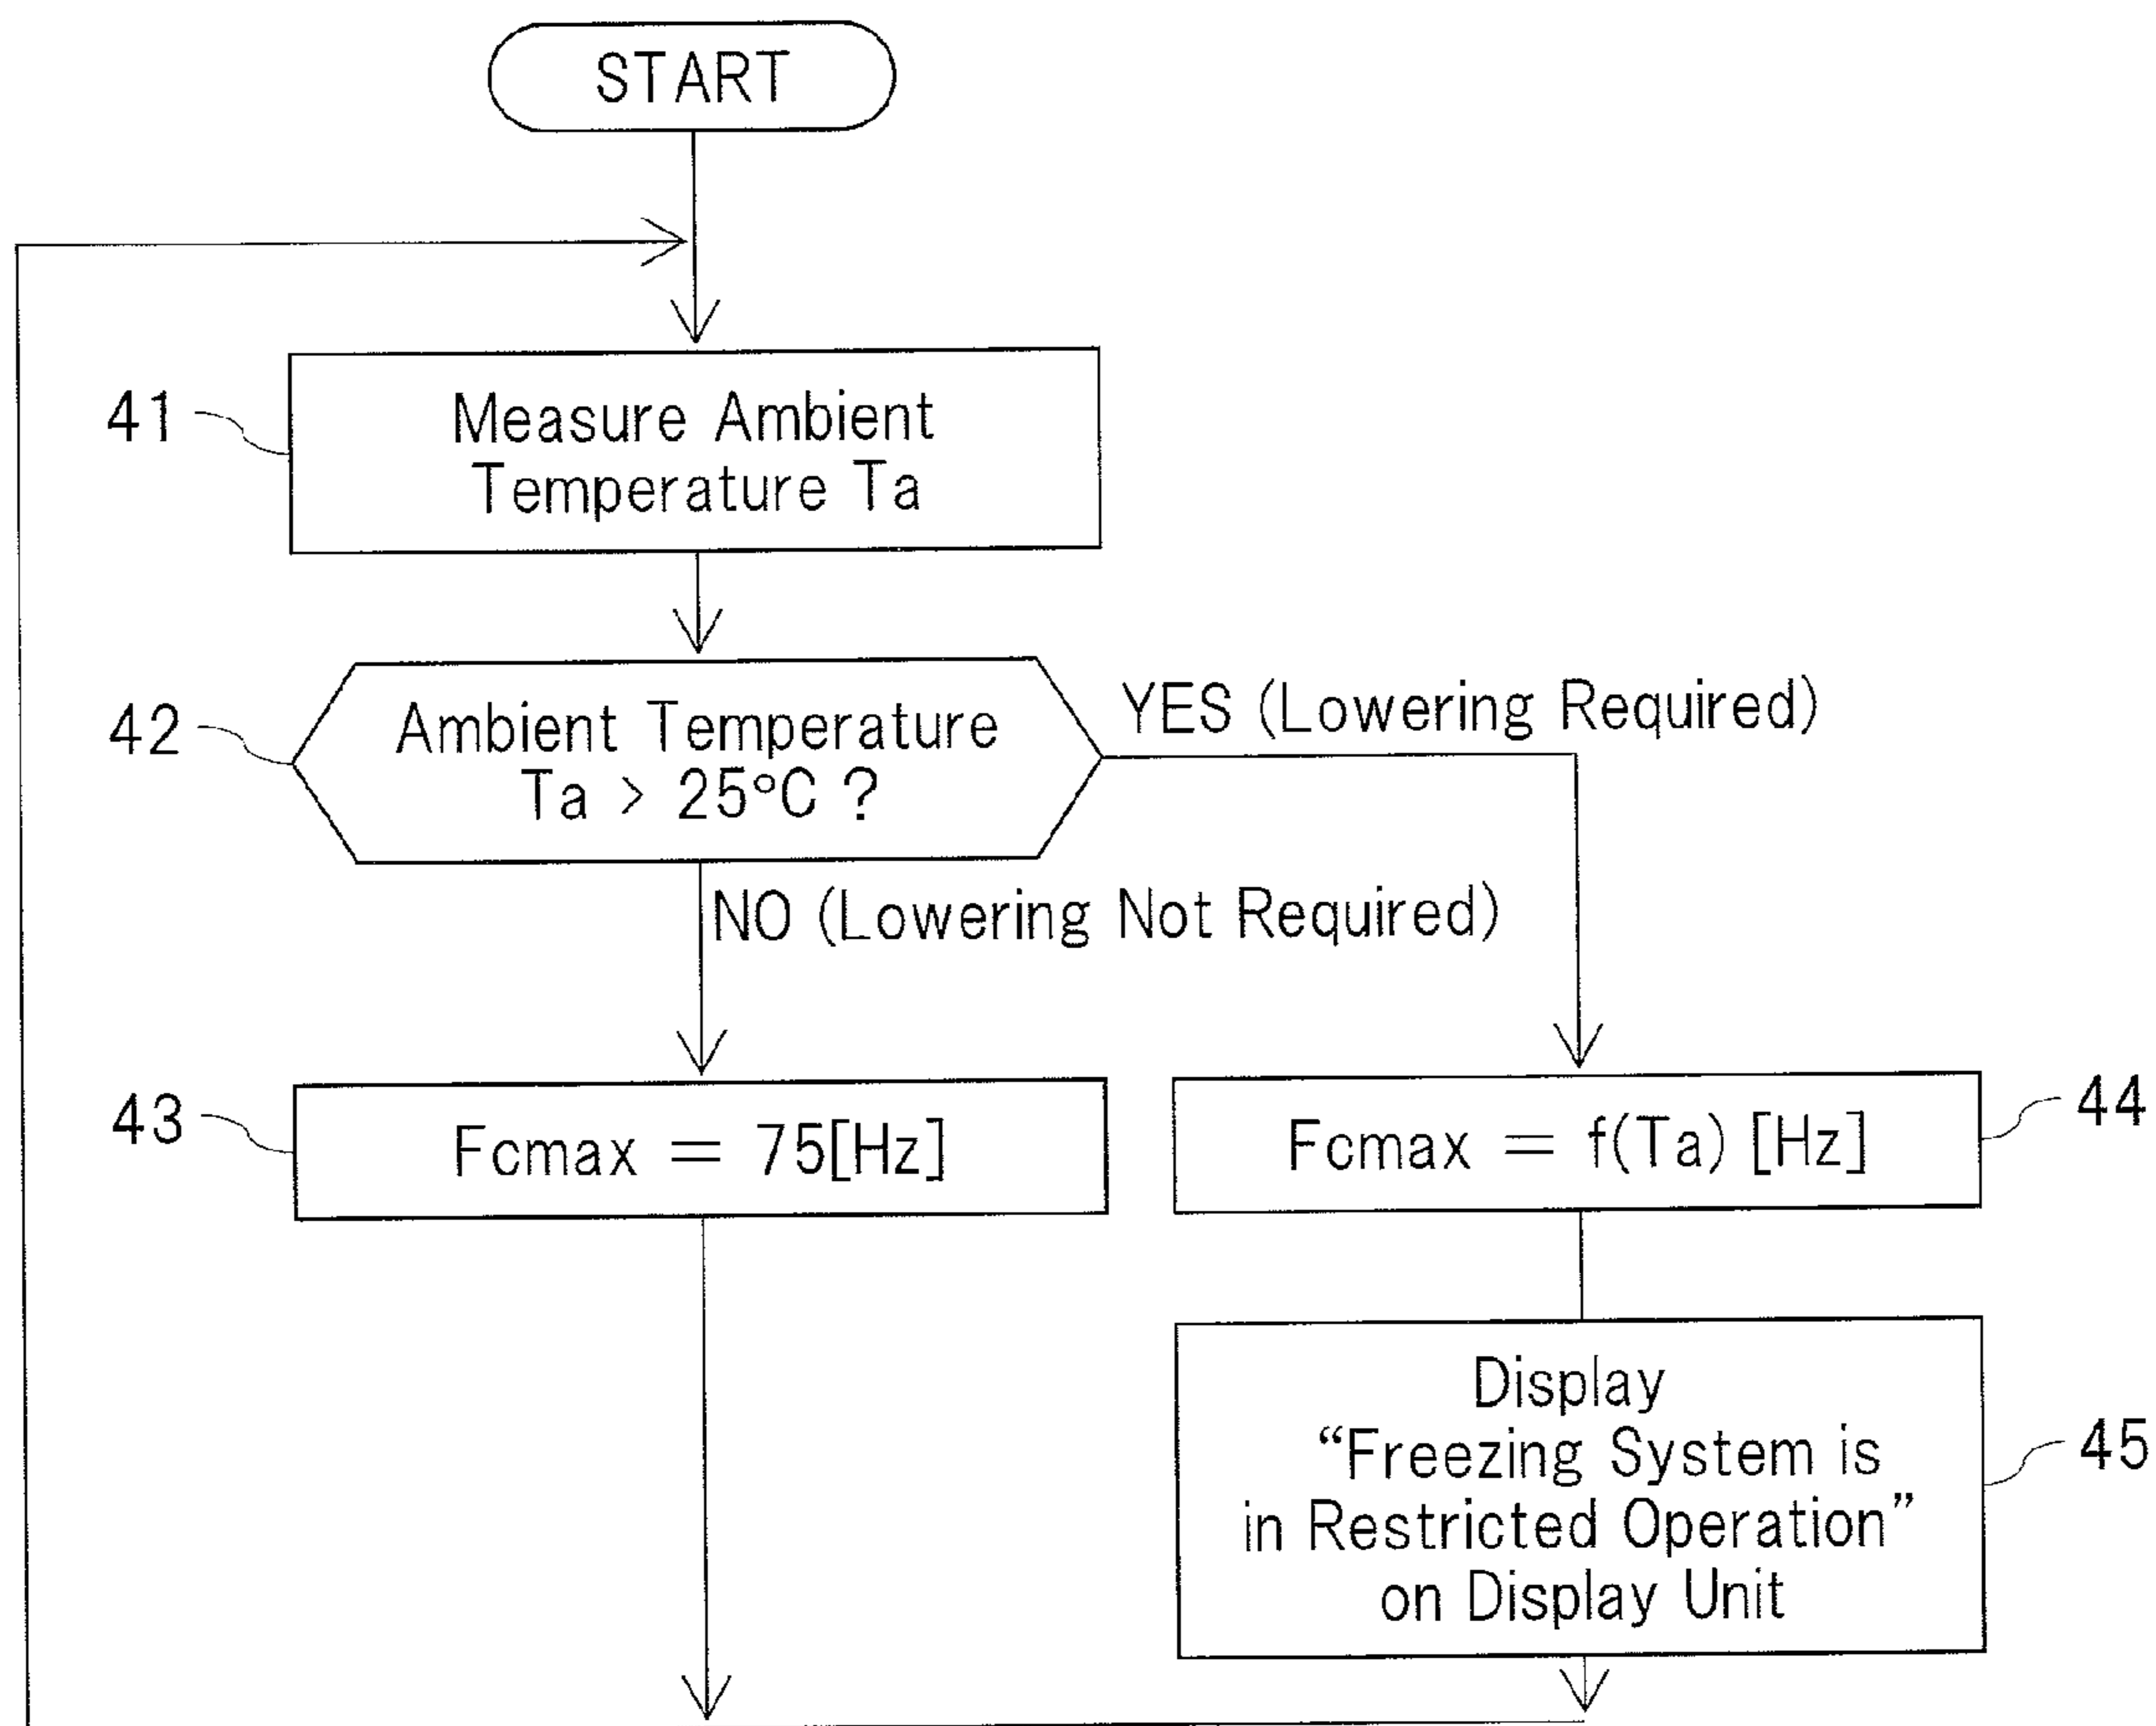 START
41
Measure Ambient
Temperature Ta
42
Ambient Temperature
Ta > 25°C ?
YES (Lowering Required)
NO (Lowering Not Required)
43
Fcmax = 75[Hz]
Fcmax = f(Ta) [Hz]
44
Display
“Freezing System is
in Restricted Operation”
on Display Unit
45